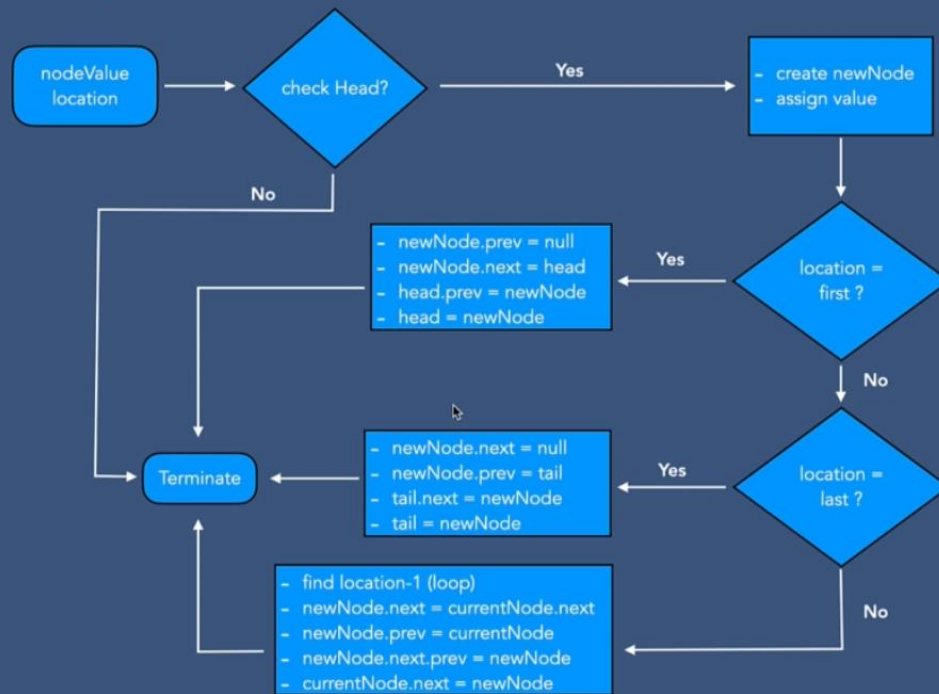 nodeValue
location
check Head?
Yes
- create newNode
- assign value
No
- newNode.prev = null
- newNode.next = head
- head.prev = newNode
- head = newNode
Yes
location =
first ?
No
- newNode.next = null
- newNode.prev = tail
- tail.next = newNode
- tail = newNode
Yes
location =
last ?
Terminate
- find location-1 (loop)
- newNode.next = currentNode.next
- newNode.prev = currentNode
- newNode.next.prev = newNode
- currentNode.next = newNode
No